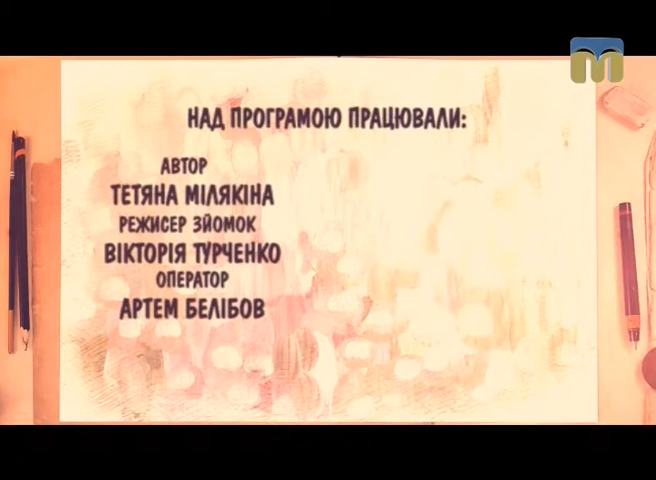 НАД ПРОГРАМОЮ ПРАЦЮВАЛИ:
АВТОР
ТЕТЯНА МІЛЯКІНА
РЕЖИСЕР ЗЙОМОК
ВІКТОРІЯ ТУРЧЕНКО
ОПЕРАТОР
АРТЕМ БЕЛІБОВ